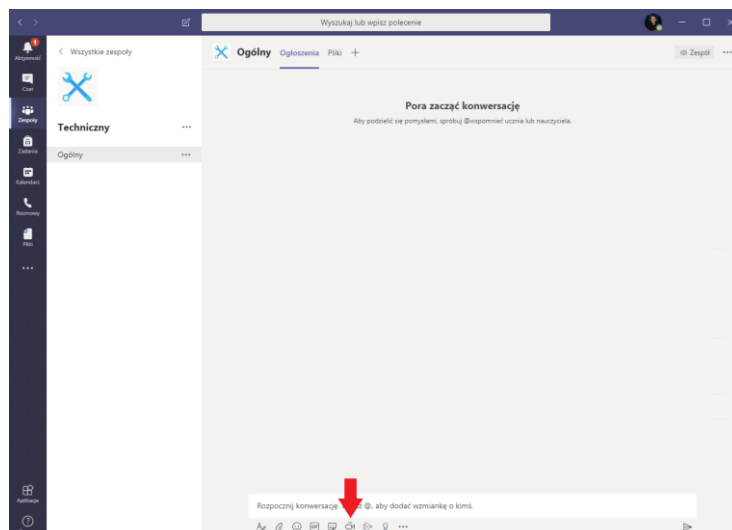 Wyszukaj lub wpisz polecenie
1
Aktywność
Czat
Zespoły
Zadania
Kalendarz
Rozmowy
Pliki
Aplikacje
Wszystkie zespoły
Techniczny
Ogólny
Ogólny Ogłoszenia Pliki +
Zespół
Pora zacząć konwersację
Aby podzielić się pomysłami, spróbuj @wspomnieć ucznia lub nauczyciela.
Rozpocznij konwersację. @, aby dodać wzmiankę o kimś.
GIF